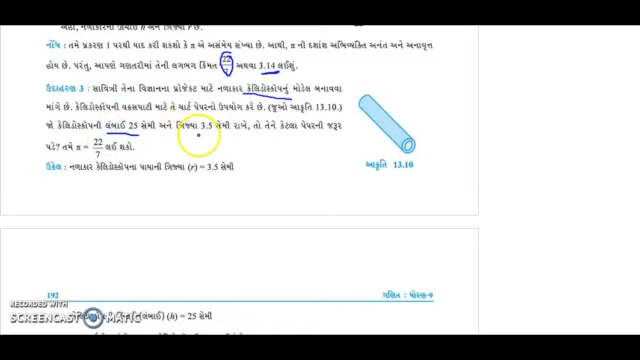 નોંધ : તમે પ્રકરણ 1 પરથી યાદ કરી શકશો કે π એ અસંમેય સંખ્યા છે. આથી, π ની દશાંશ અભિવ્યક્તિ અનંત અને અનાવૃત્ત
હોય છે. પરંતુ, આપણે ગણતરીમાં તેની લગભગ કિંમત 22/7 અથવા 3.14 લઈશું.
ઉદાહરણ 3 : સાવિત્રી તેના વિજ્ઞાનના પ્રોજેક્ટ માટે નળાકાર કેલિડોસ્કોપનું મોડેલ બનાવવા
માંગે છે. કેલિડોસ્કોપની વક્રસપાટી માટે તે ચાર્ટ પેપરનો ઉપયોગ કરે છે. (જુઓ આકૃતિ 13.10.)
જો કેલિડોસ્કોપની લંબાઈ 25 સેમી અને ત્રિજ્યા 3.5 સેમી રાખે, તો તેને કેટલા પેપરની જરૂર
પડે? તમે π = 22/7 લઈ શકો.
આકૃતિ 13.10
ઉકેલ : નળાકાર કેલિડોસ્કોપના પાયાની ત્રિજ્યા (r) = 3.5 સેમી
192 ગણિત : ધોરણ-9
RECORDED WITH
SCREENCAST MATIC
(લંબાઈ) (h) = 25 સેમી